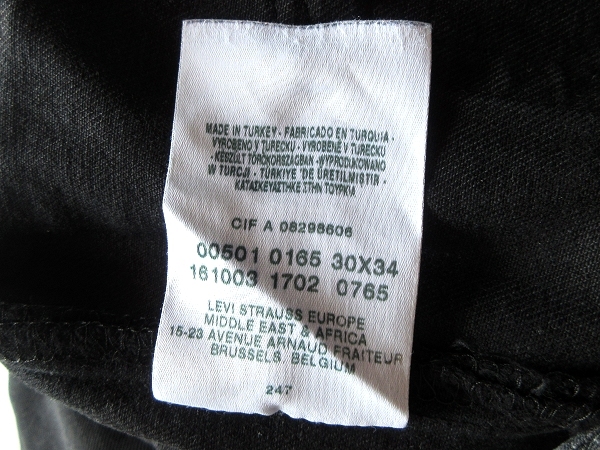 MADE IN TURKEY - FABRICADO EN TURQUIA -
VYROBENO V TURECKU - VYROBENÉ V TURECKU
- KÉSZÜLT TÖRÖKORSZÁGBAN - WYPRODUKOWANO
W TURCJI - TÜRKİYE 'DE ÜRETİLMİSTİR -
ΚΑΤΑΣΚΕΥΑΣΤΗΚΕ ΣΤΗΝ ΤΟΥΡΚΙΑ
CIF A 08298606
00501 0165 30X34
161003 1702 0765
LEVI STRAUSS EUROPE
MIDDLE EAST & AFRICA
15-23 AVENUE ARNAUD FRAITEUR
BRUSSELS BELGIUM
247